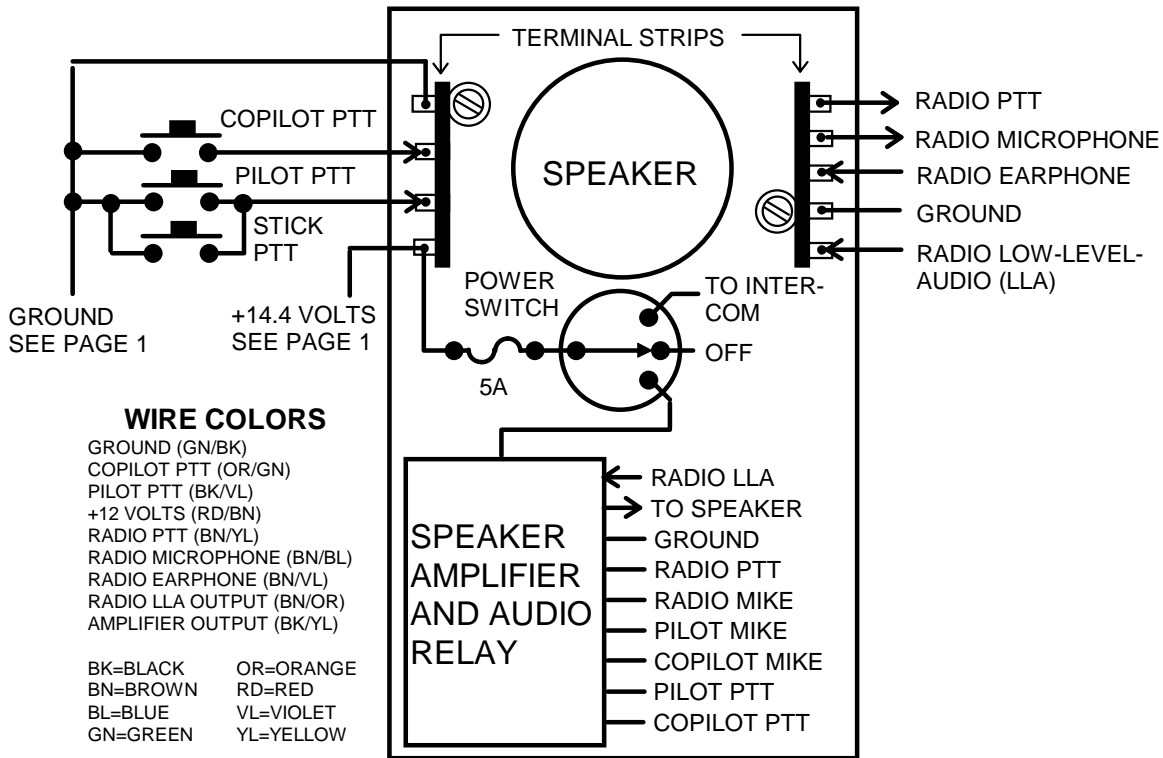 TERMINAL STRIPS
COPILOT PTT
PILOT PTT
STICK
PTT
GROUND
SEE PAGE 1
+14.4 VOLTS
SEE PAGE 1
SPEAKER
RADIO PTT
RADIO MICROPHONE
RADIO EARPHONE
GROUND
RADIO LOW-LEVEL-
AUDIO (LLA)
POWER
SWITCH
TO INTER-
COM
OFF
5A
WIRE COLORS
GROUND (GN/BK)
COPILOT PTT (OR/GN)
PILOT PTT (BK/VL)
+12 VOLTS (RD/BN)
RADIO PTT (BN/YL)
RADIO MICROPHONE (BN/BL)
RADIO EARPHONE (BN/VL)
RADIO LLA OUTPUT (BN/OR)
AMPLIFIER OUTPUT (BK/YL)
BK=BLACK OR=ORANGE
BN=BROWN RD=RED
BL=BLUE VL=VIOLET
GN=GREEN YL=YELLOW
SPEAKER
AMPLIFIER
AND AUDIO
RELAY
RADIO LLA
TO SPEAKER
GROUND
RADIO PTT
RADIO MIKE
PILOT MIKE
COPILOT MIKE
PILOT PTT
COPILOT PTT